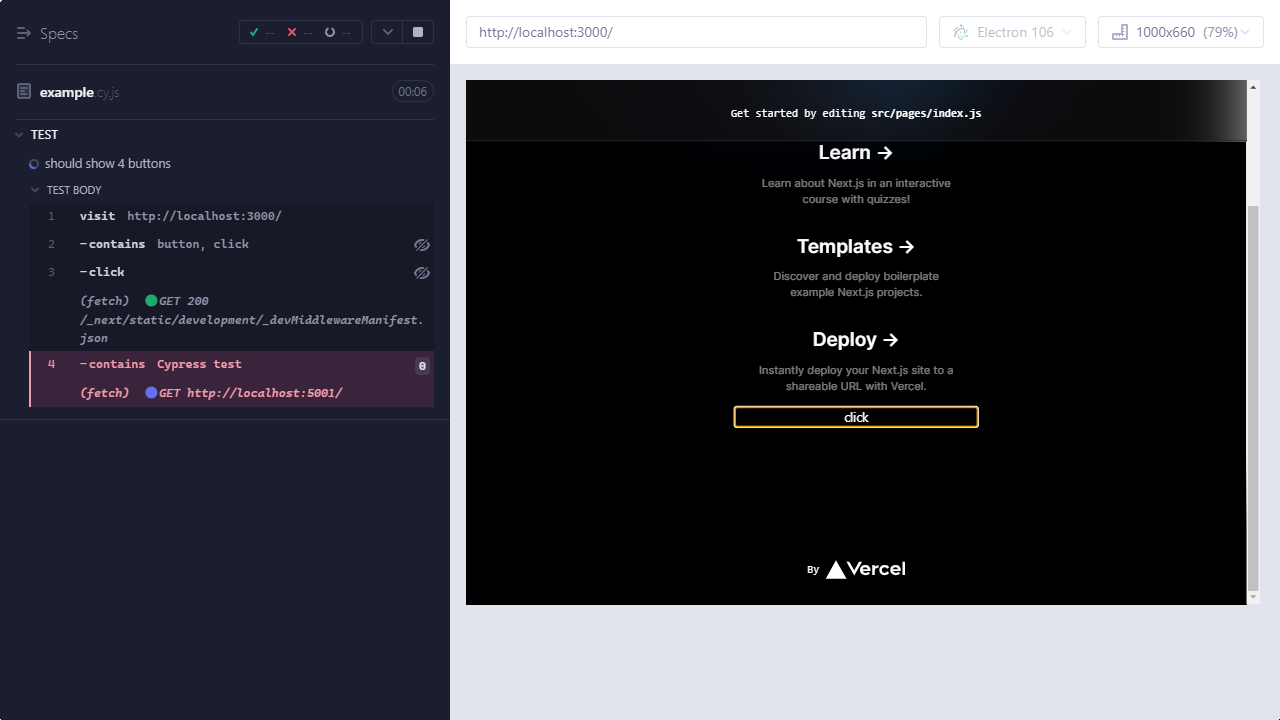 Specs
-- -- --
example.cy.js
00:06
TEST
should show 4 buttons
TEST BODY
1 visit http://localhost:3000/
2 -contains button, click
3 -click
(fetch) GET 200
/_next/static/development/_devMiddlewareManifest.
json
4 -contains Cypress test 0
(fetch) GET http://localhost:5001/
http://localhost:3000/
Electron 106
1000x660 (79%)
Get started by editing src/pages/index.js
Learn →
Learn about Next.js in an interactive
course with quizzes!
Templates →
Discover and deploy boilerplate
example Next.js projects.
Deploy →
Instantly deploy your Next.js site to a
shareable URL with Vercel.
click
By Vercel